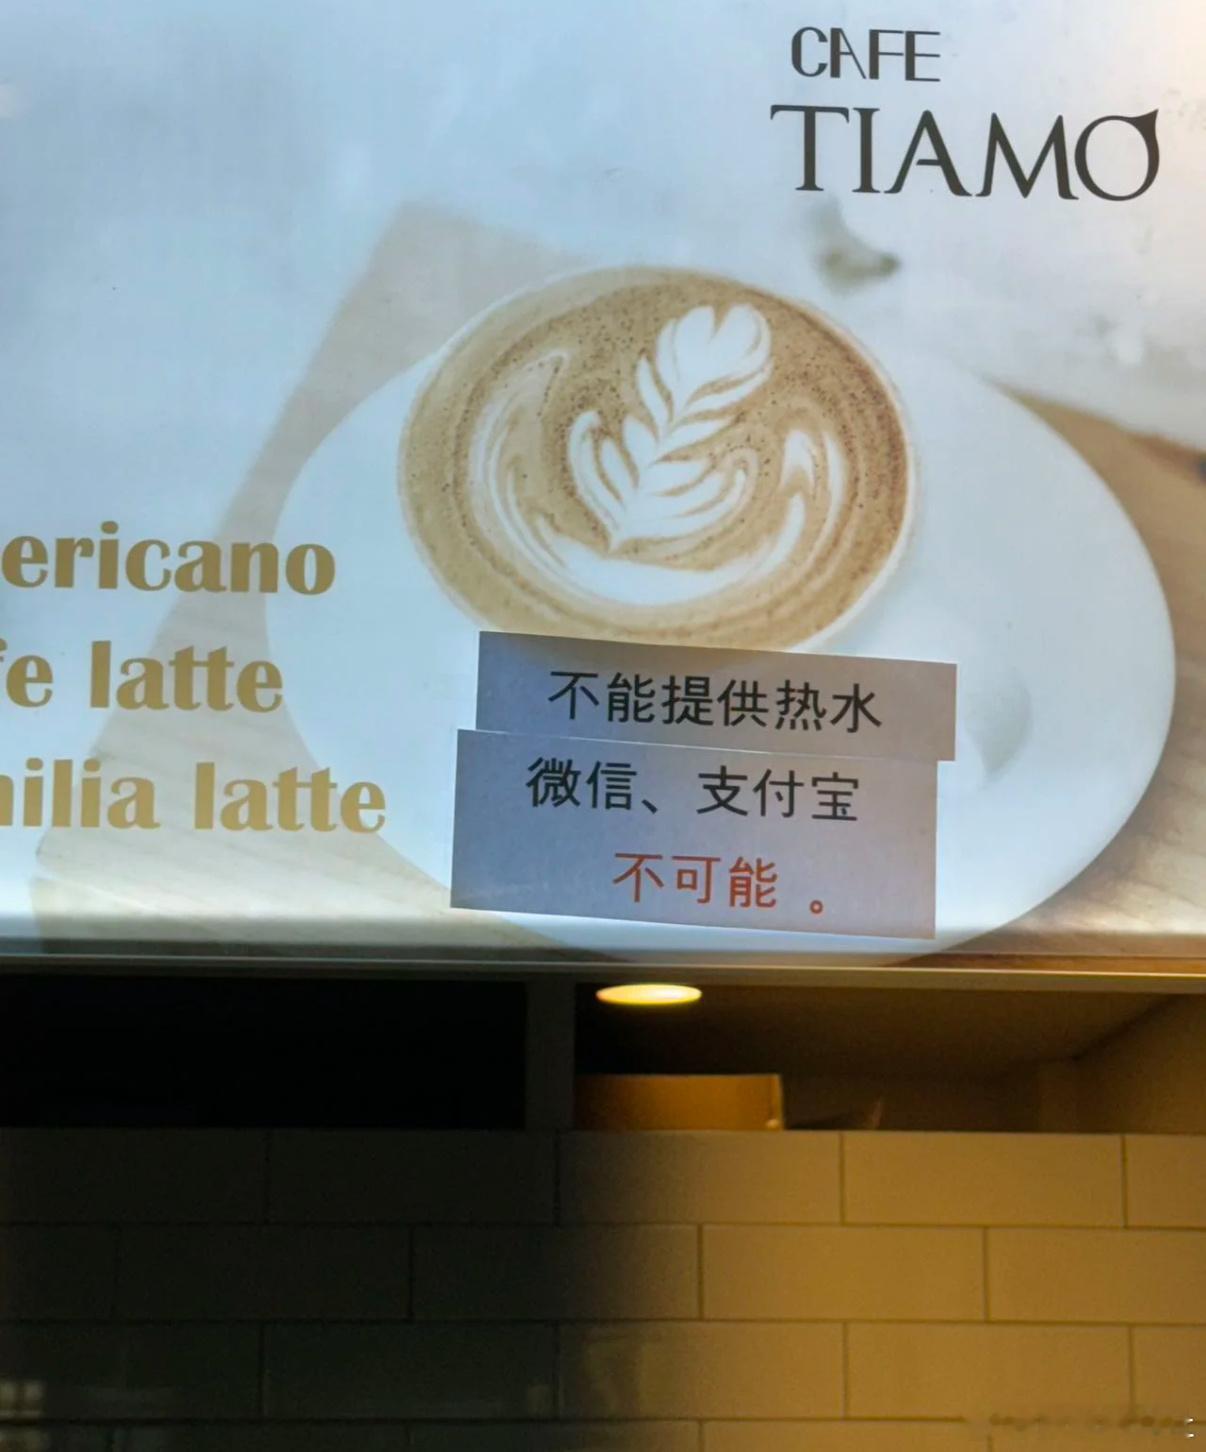 CAFE
TIAMO
ericano
fe latte
nilia latte
不能提供热水
微信、支付宝
不可能。